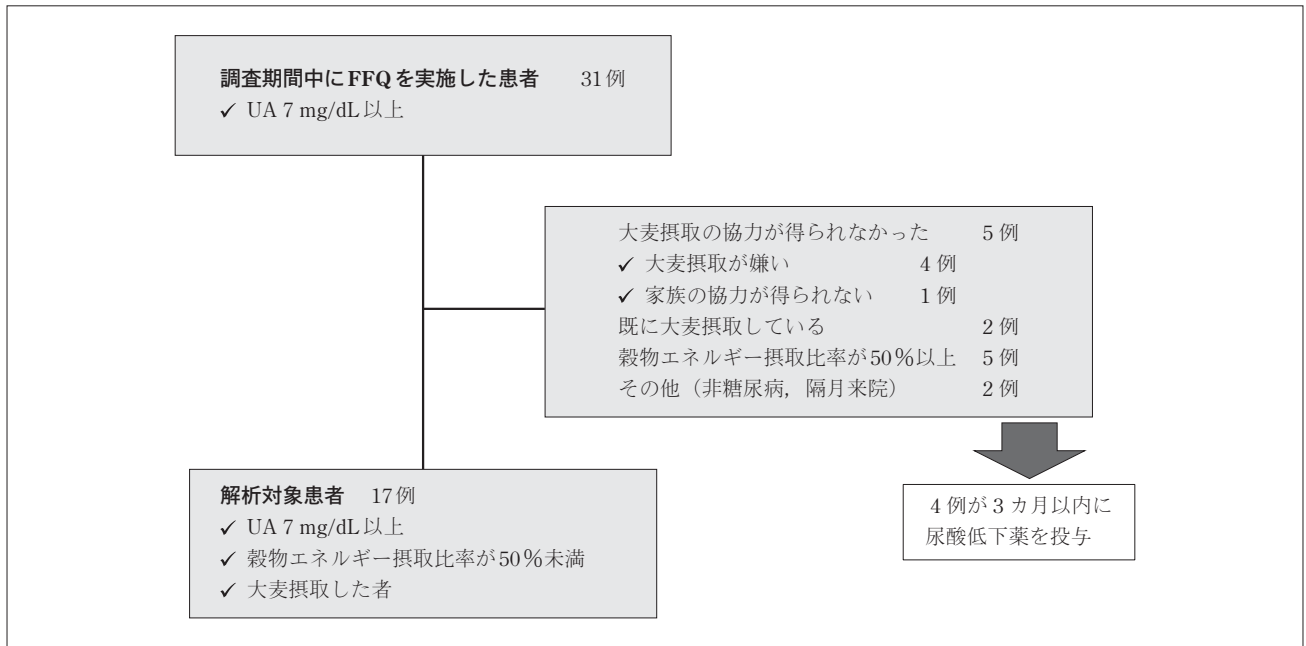 調査期間中にFFQを実施した患者 31例
✓ UA 7 mg/dL以上
大麦摂取の協力が得られなかった 5例
✓ 大麦摂取が嫌い 4例
✓ 家族の協力が得られない 1例
既に大麦摂取している 2例
穀物エネルギー摂取比率が50%以上 5例
その他（非糖尿病，隔月来院） 2例
解析対象患者 17例
✓ UA 7 mg/dL以上
✓ 穀物エネルギー摂取比率が50%未満
✓ 大麦摂取した者
4例が3カ月以内に
尿酸低下薬を投与